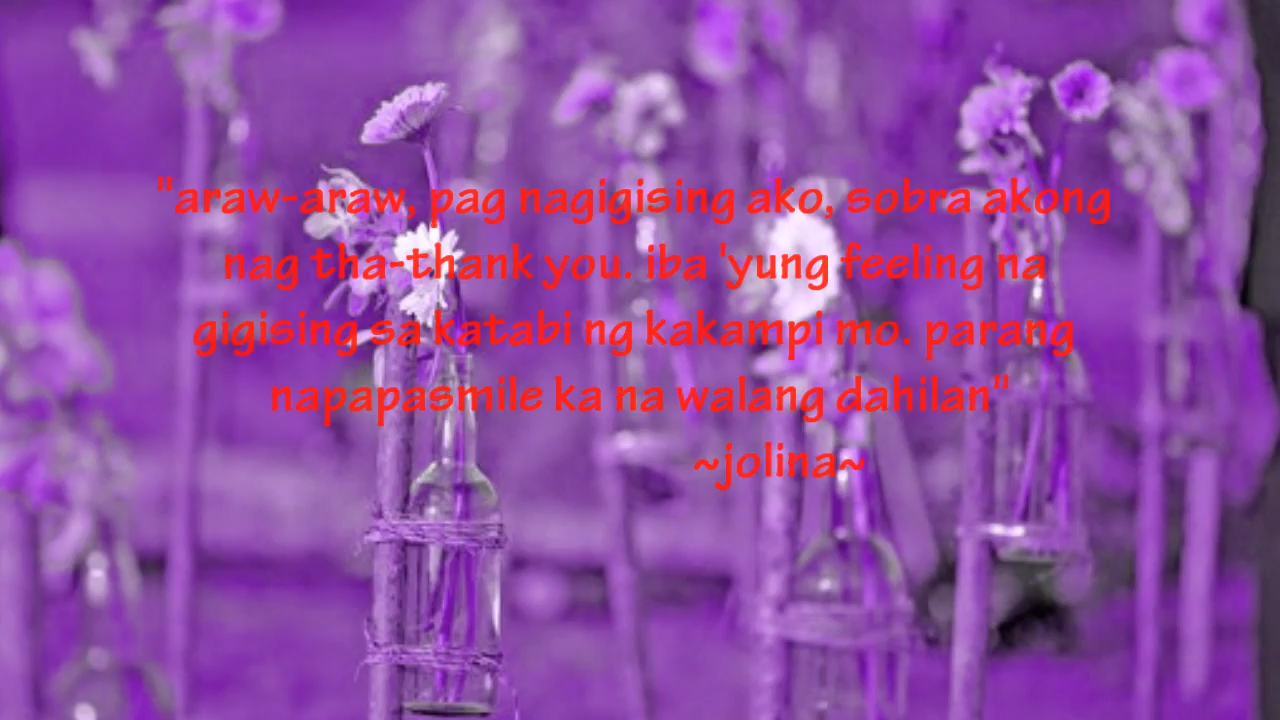 "araw-araw, pag nagigising ako, sobra akong
nag tha-thank you. iba 'yung feeling na
gigising sa katabi ng kakampi mo. parang
napapasmile ka na walang dahilan"
~jolina~